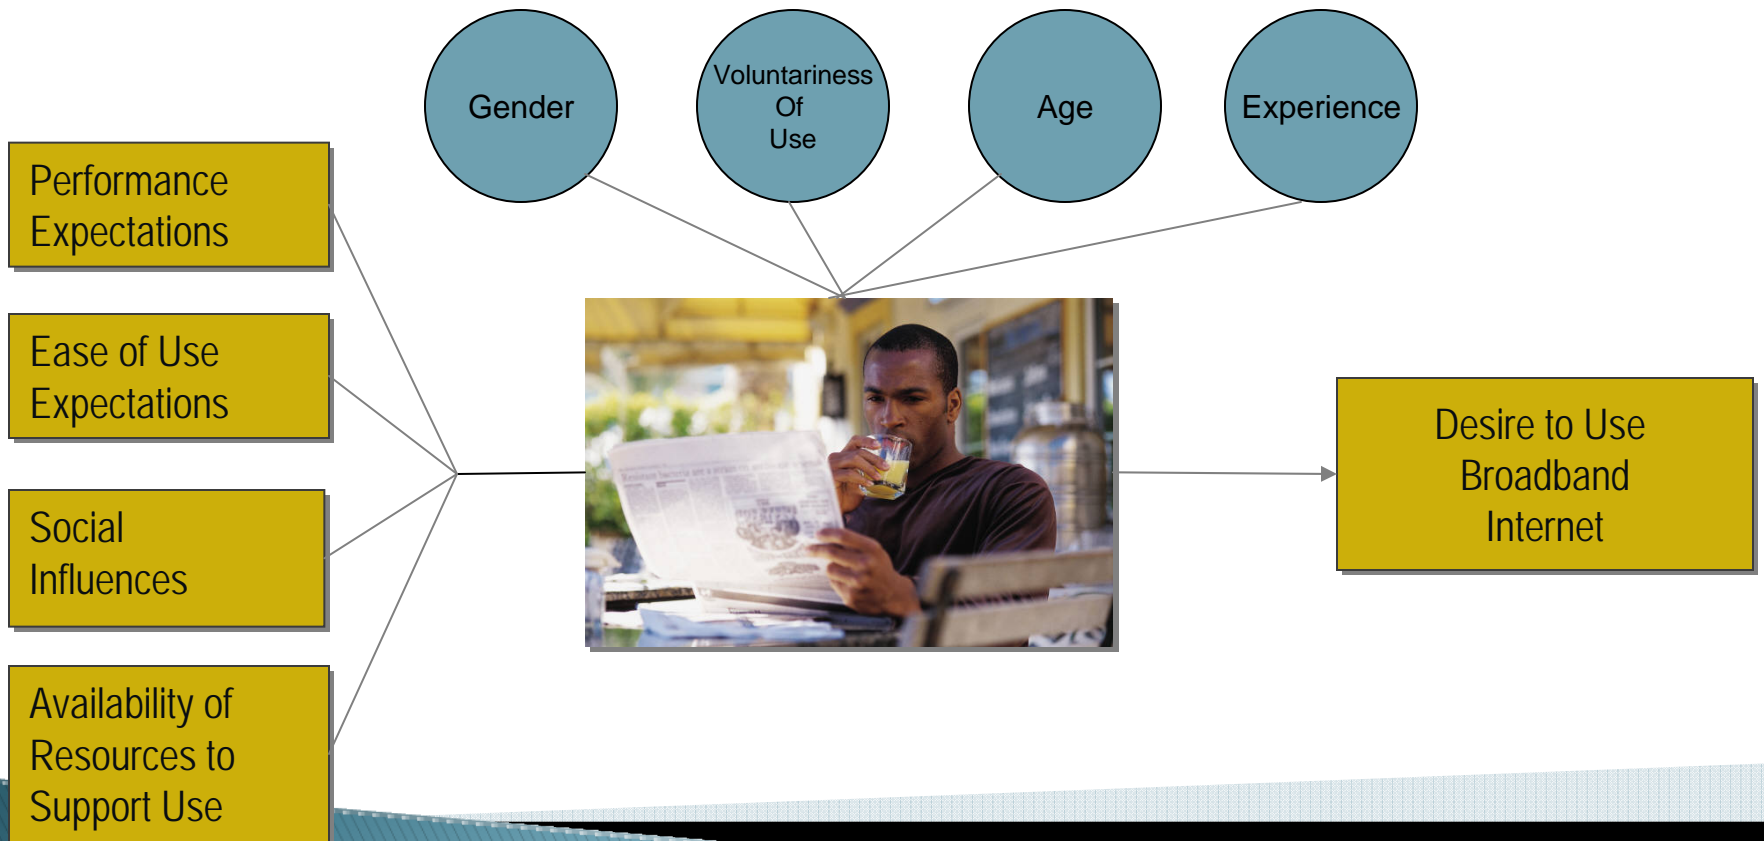 Gender
Voluntariness
Of
Use
Age
Experience
Performance
Expectations
Ease of Use
Expectations
Social
Influences
Availability of
Resources to
Support Use
Desire to Use
Broadband
Internet